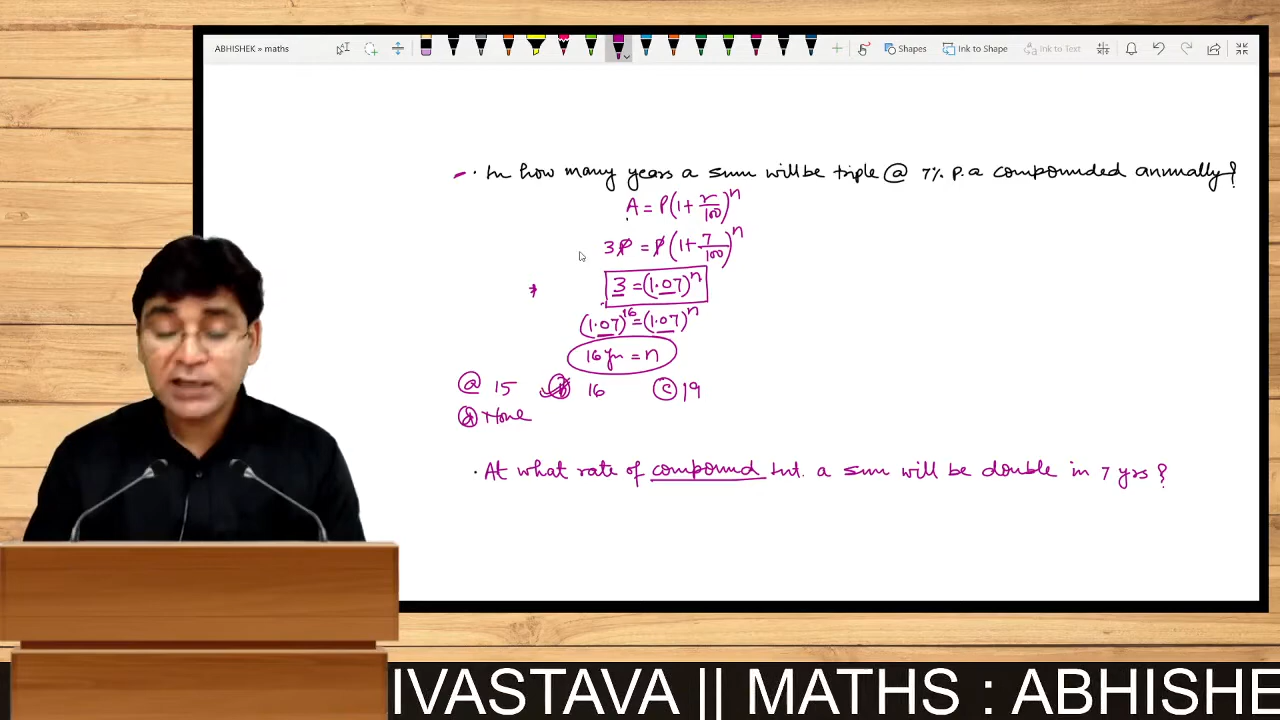 ABHISHEK » maths
Shapes Ink to Shape Ink to Text
· In how many years a sum will be triple @ 7% p.a compounded annually?
A = P(1+r/100)^n
3P = P(1+7/100)^n
3 = (1.07)^n
(1.07)^16 = (1.07)^n
16 yrs = n
(a) 15 (b) 16 (c) 19
(d) None
· At what rate of compound Int. a sum will be double in 7 yrs?
IVASTAVA || MATHS : ABHISHE